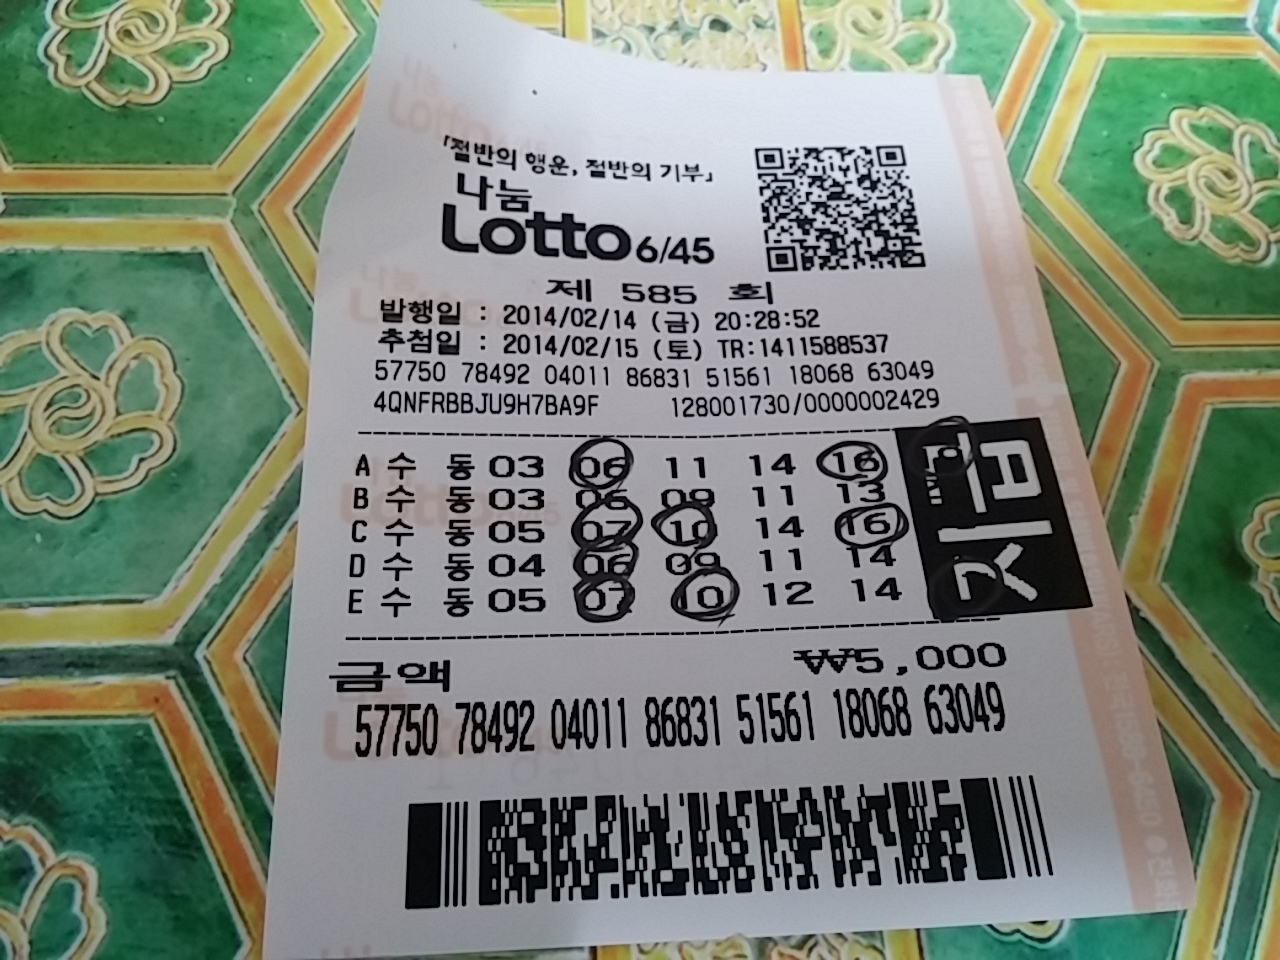 「절반의 행운, 절반의 기부」
나눔
Lotto 6/45
제 585 회
발행일 : 2014/02/14 (금) 20:28:52
추첨일 : 2014/02/15 (토) TR:1411588537
57750 78492 04011 86831 51561 18068 63049
4QNFRBBJU9H7BA9F 128001730/0000002429
A 수 동 03 06 11 14 16
B 수 동 03 06 09 11 13
C 수 동 05 07 10 14 16
D 수 동 04 06 09 11 14
E 수 동 05 07 10 12 14
금액 ₩5,000
57750 78492 04011 86831 51561 18068 63049